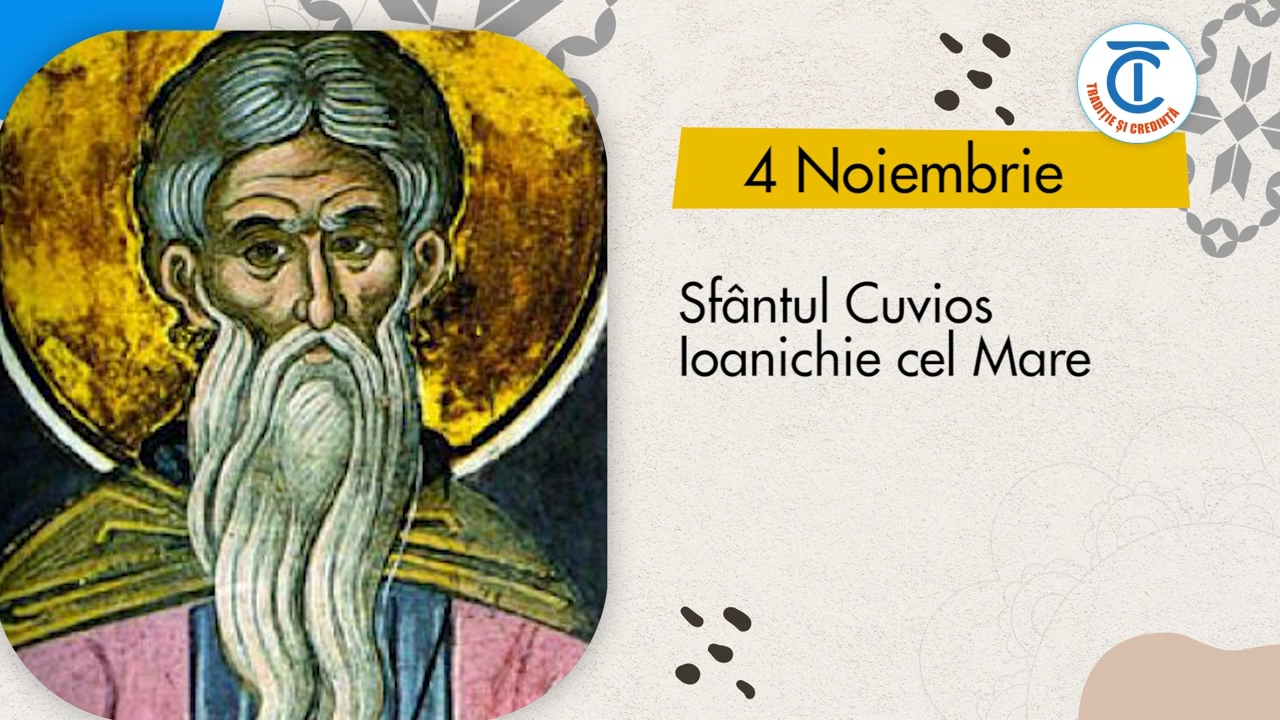 TRADIȚIE ȘI CREDINȚĂ
4 Noiembrie
Sfântul Cuvios
Ioanichie cel Mare